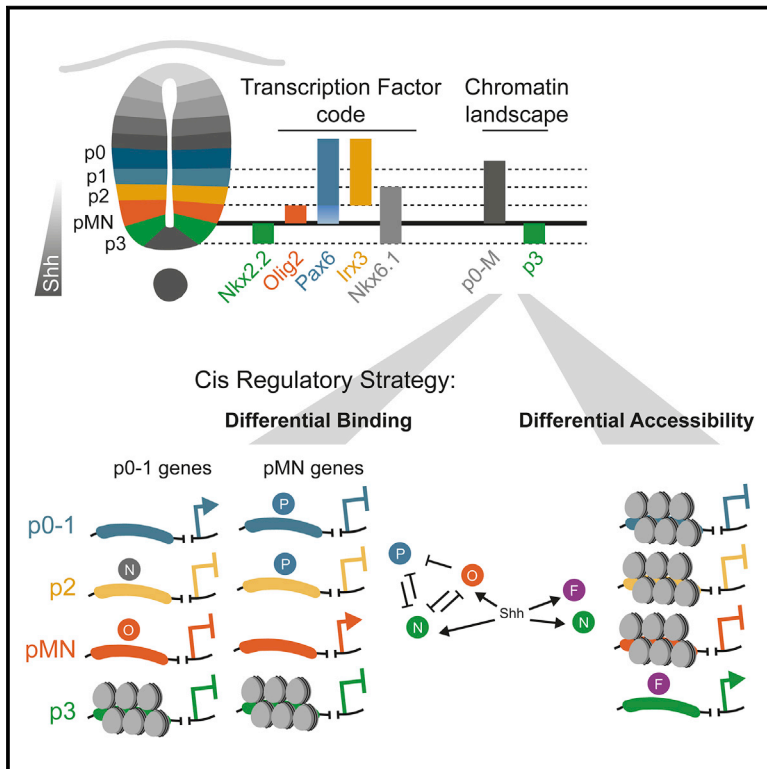 Transcription Factor
code
Chromatin
landscape
p0
p1
p2
pMN
p3
Shh
Nkx2.2
Olig2
Pax6
Irx3
Nkx6.1
p0-M
p3
Cis Regulatory Strategy:
Differential Binding
Differential Accessibility
p0-1 genes
pMN genes
p0-1
P
p2
N
P
pMN
O
p3
P
O
N
Shh
F
N
F